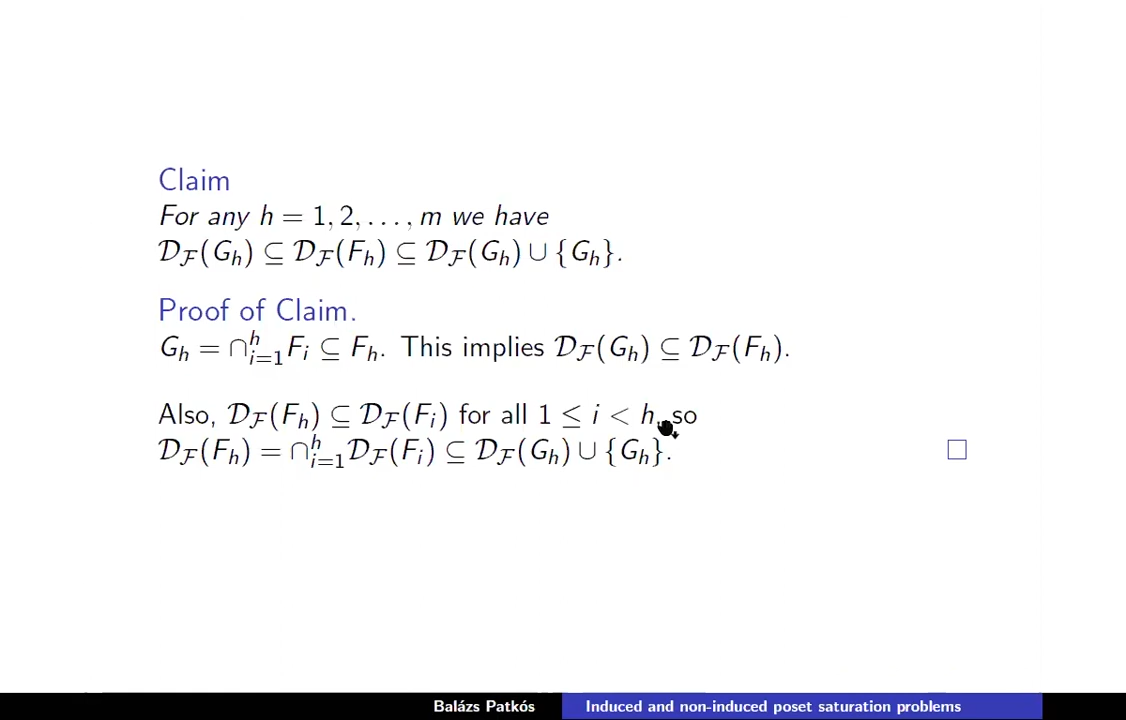 Claim
For any h = 1, 2, . . . , m we have
𝒟_ℱ(G_h) ⊆ 𝒟_ℱ(F_h) ⊆ 𝒟_ℱ(G_h) ∪ {G_h}.
Proof of Claim.
G_h = ∩_{i=1}^h F_i ⊆ F_h. This implies 𝒟_ℱ(G_h) ⊆ 𝒟_ℱ(F_h).
Also, 𝒟_ℱ(F_h) ⊆ 𝒟_ℱ(F_i) for all 1 ≤ i < h, so
𝒟_ℱ(F_h) = ∩_{i=1}^h 𝒟_ℱ(F_i) ⊆ 𝒟_ℱ(G_h) ∪ {G_h}. □
Balázs Patkós Induced and non-induced poset saturation problems